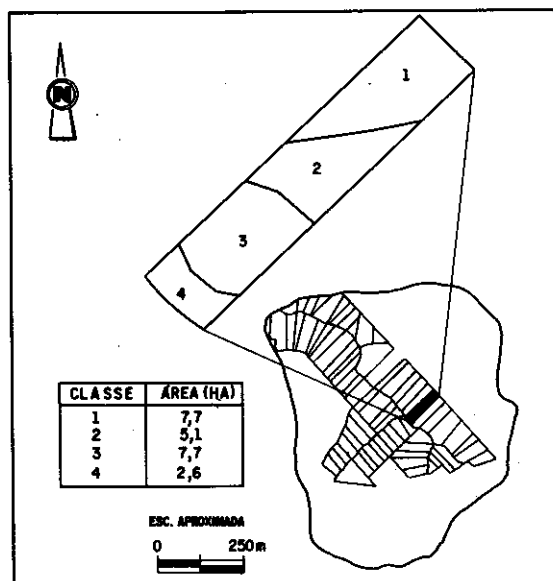 N
1
2
3
4
CLASSE ÁREA (HA)
1 7,7
2 5,1
3 7,7
4 2,6
ESC. APROXIMADA
0 250m